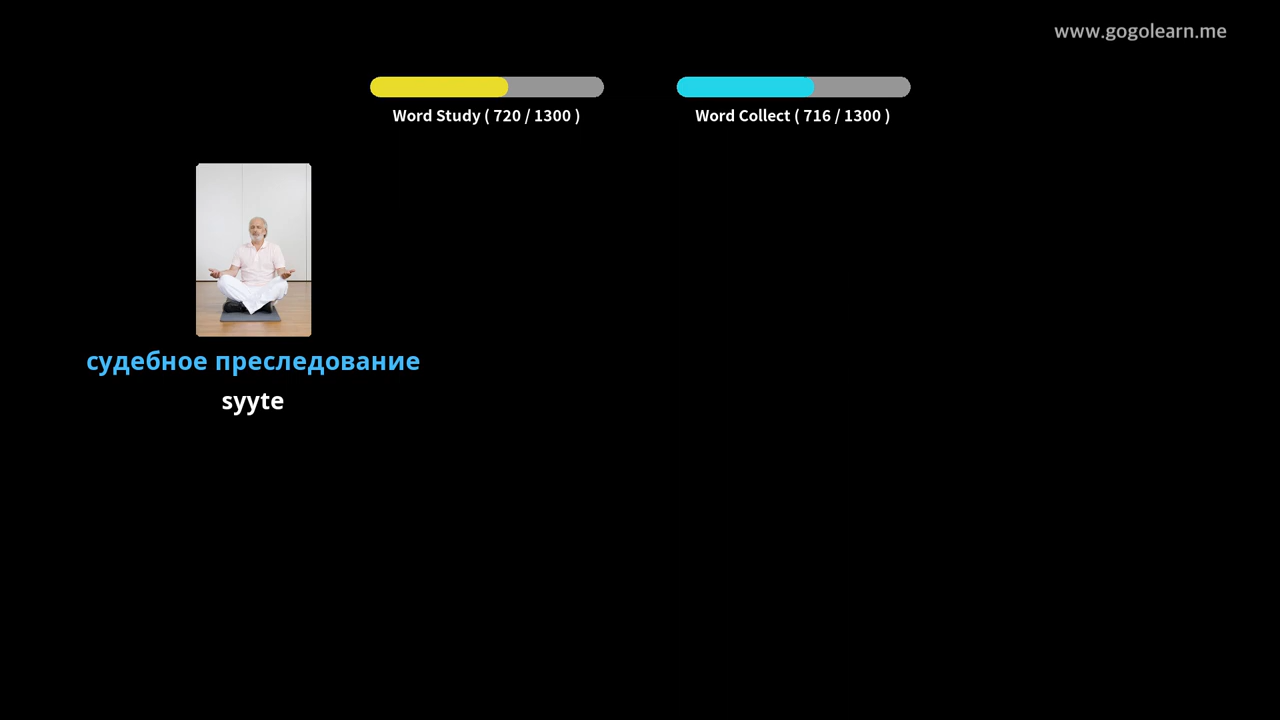 www.gogolearn.me
Word Study ( 720 / 1300 )
Word Collect ( 716 / 1300 )
судебное преследование
syyte